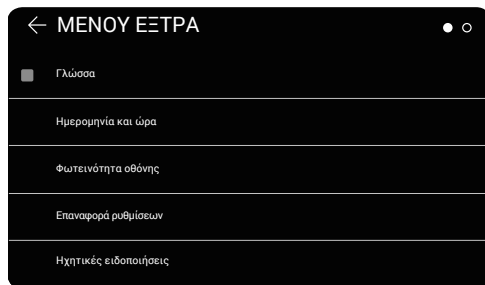 ΜΕΝΟΥ ΕΞΤΡΑ
Γλώσσα
Ημερομηνία και ώρα
Φωτεινότητα οθόνης
Επαναφορά ρυθμίσεων
Ηχητικές ειδοποιήσεις